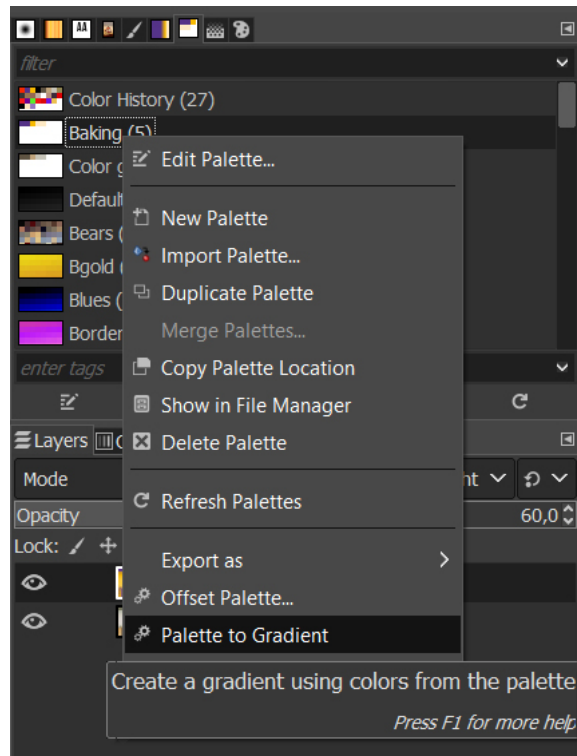 AA
filter
Color History (27)
Baking (5)
Color g
Default
Bears (
Bgold (
Blues (
Border
enter tags
Edit Palette...
New Palette
Import Palette...
Duplicate Palette
Merge Palettes...
Copy Palette Location
Show in File Manager
Delete Palette
Refresh Palettes
Export as
Offset Palette...
Palette to Gradient
Layers
Mode
ht
Opacity
60,0
Lock:
Create a gradient using colors from the palette
Press F1 for more help